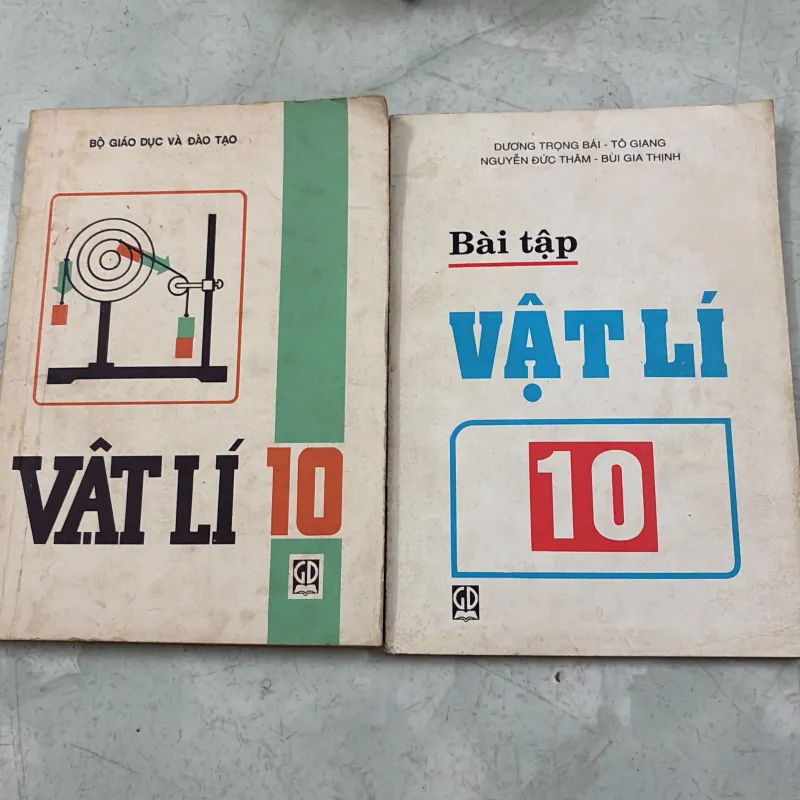 BỘ GIÁO DỤC VÀ ĐÀO TẠO
VẬT LÍ 10
GD
DƯƠNG TRỌNG BÁI - TÔ GIANG
NGUYỄN ĐỨC THÂM - BÙI GIA THỊNH
Bài tập
VẬT LÍ
10
GD